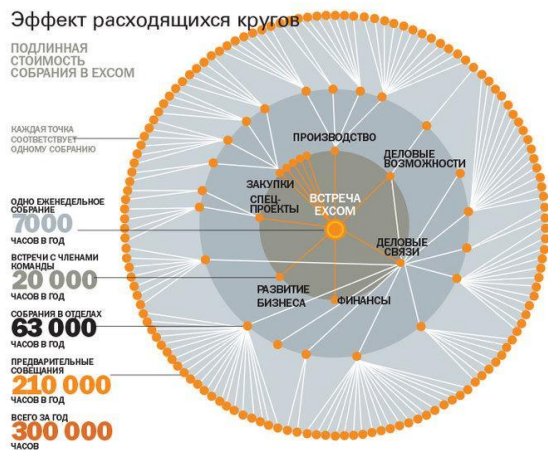 Эффект расходящихся кругов
ПОДЛИННАЯ
СТОИМОСТЬ
СОБРАНИЯ В EXCOM
КАЖДАЯ ТОЧКА
СООТВЕТСТВУЕТ
ОДНОМУ СОБРАНИЮ
ОДНО ЕЖЕНЕДЕЛЬНОЕ
СОБРАНИЕ
7000
ЧАСОВ В ГОД
ВСТРЕЧИ С ЧЛЕНАМИ
КОМАНДЫ
20 000
ЧАСОВ В ГОД
СОБРАНИЯ В ОТДЕЛАХ
63 000
ЧАСОВ В ГОД
ПРЕДВАРИТЕЛЬНЫЕ
СОВЕЩАНИЯ
210 000
ЧАСОВ В ГОД
ВСЕГО ЗА ГОД
300 000
ЧАСОВ
ПРОИЗВОДСТВО
ДЕЛОВЫЕ
ВОЗМОЖНОСТИ
ЗАКУПКИ
СПЕЦ-
ПРОЕКТЫ
ВСТРЕЧА
EXCOM
ДЕЛОВЫЕ
СВЯЗИ
РАЗВИТИЕ
БИЗНЕСА
ФИНАНСЫ